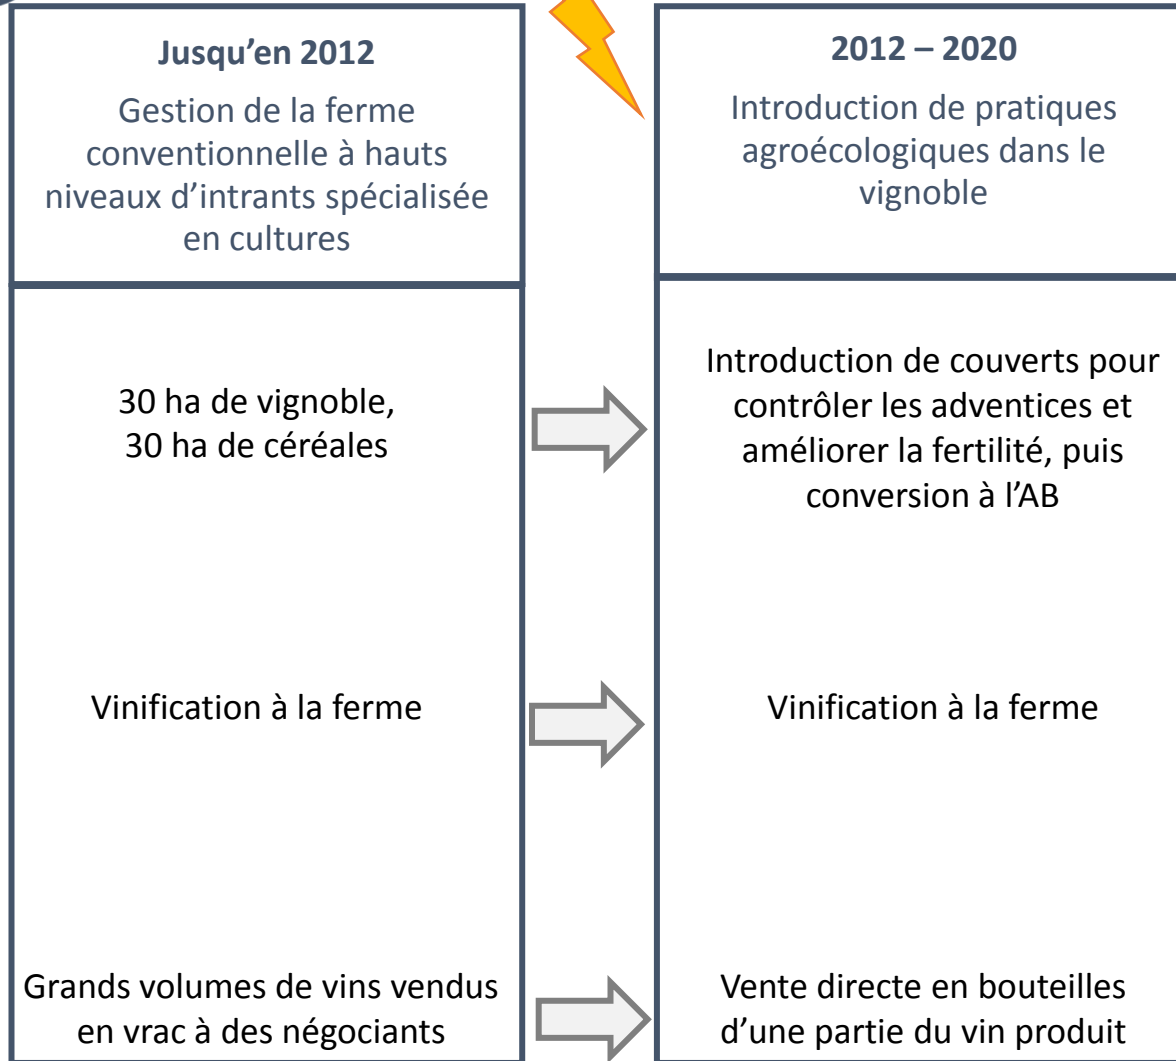 Jusqu’en 2012
Gestion de la ferme
conventionnelle à hauts
niveaux d’intrants spécialisée
en cultures
30 ha de vignoble,
30 ha de céréales
Vinification à la ferme
Grands volumes de vins vendus
en vrac à des négociants
2012 – 2020
Introduction de pratiques
agroécologiques dans le
vignoble
Introduction de couverts pour
contrôler les adventices et
améliorer la fertilité, puis
conversion à l’AB
Vinification à la ferme
Vente directe en bouteilles
d’une partie du vin produit